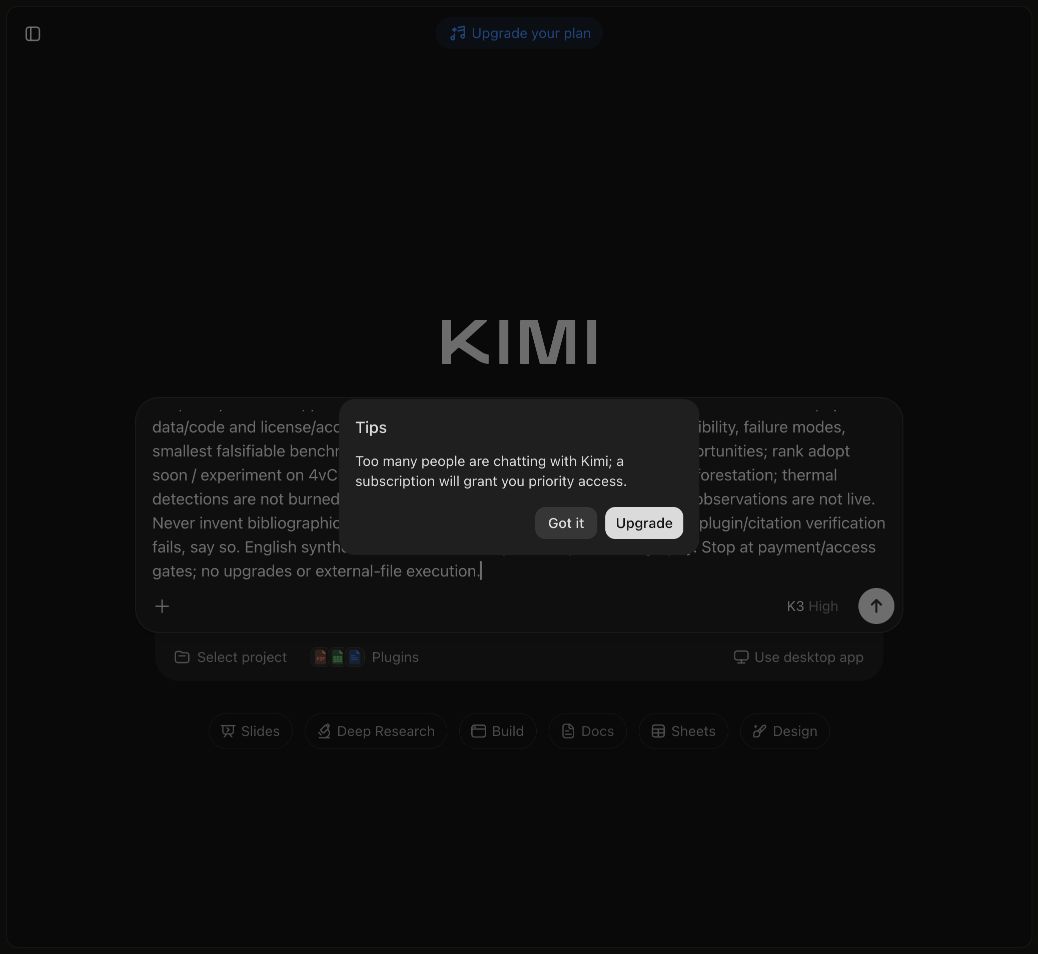 Upgrade your plan
KIMI
data/code and license/acc
ibility, failure modes,
smallest falsifiable benchm
ortunities; rank adopt
soon / experiment on 4vC
forestation; thermal
detections are not burned
observations are not live.
Never invent bibliographic
plugin/citation verification
fails, say so. English synthe
. Stop at payment/access
gates; no upgrades or external-file execution.
Tips
Too many people are chatting with Kimi; a
subscription will grant you priority access.
Got it
Upgrade
K3 High
Select project
Plugins
Use desktop app
Slides
Deep Research
Build
Docs
Sheets
Design